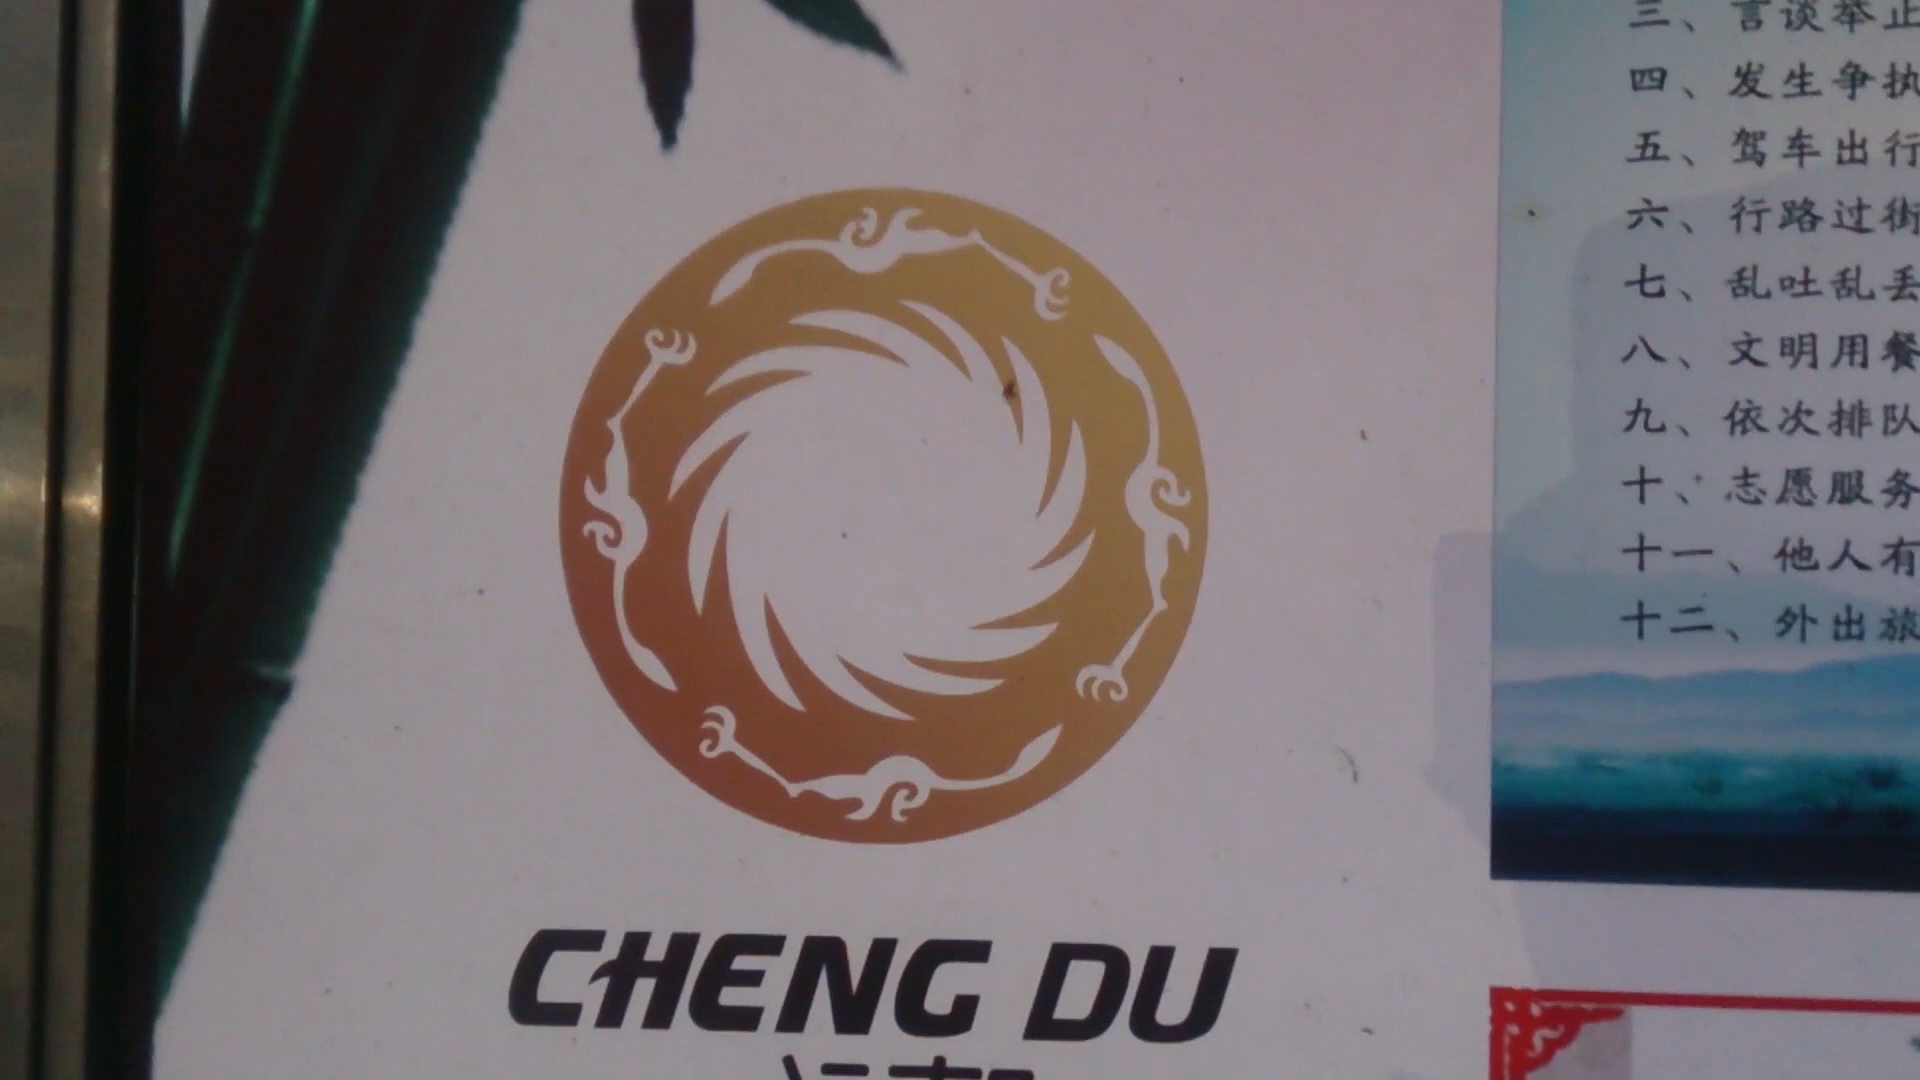 CHENG DU
三、言谈举止
四、发生争执
五、驾车出行
六、行路过街
七、乱吐乱丢
八、文明用餐
九、依次排队
十、志愿服务
十一、他人有
十二、外出旅